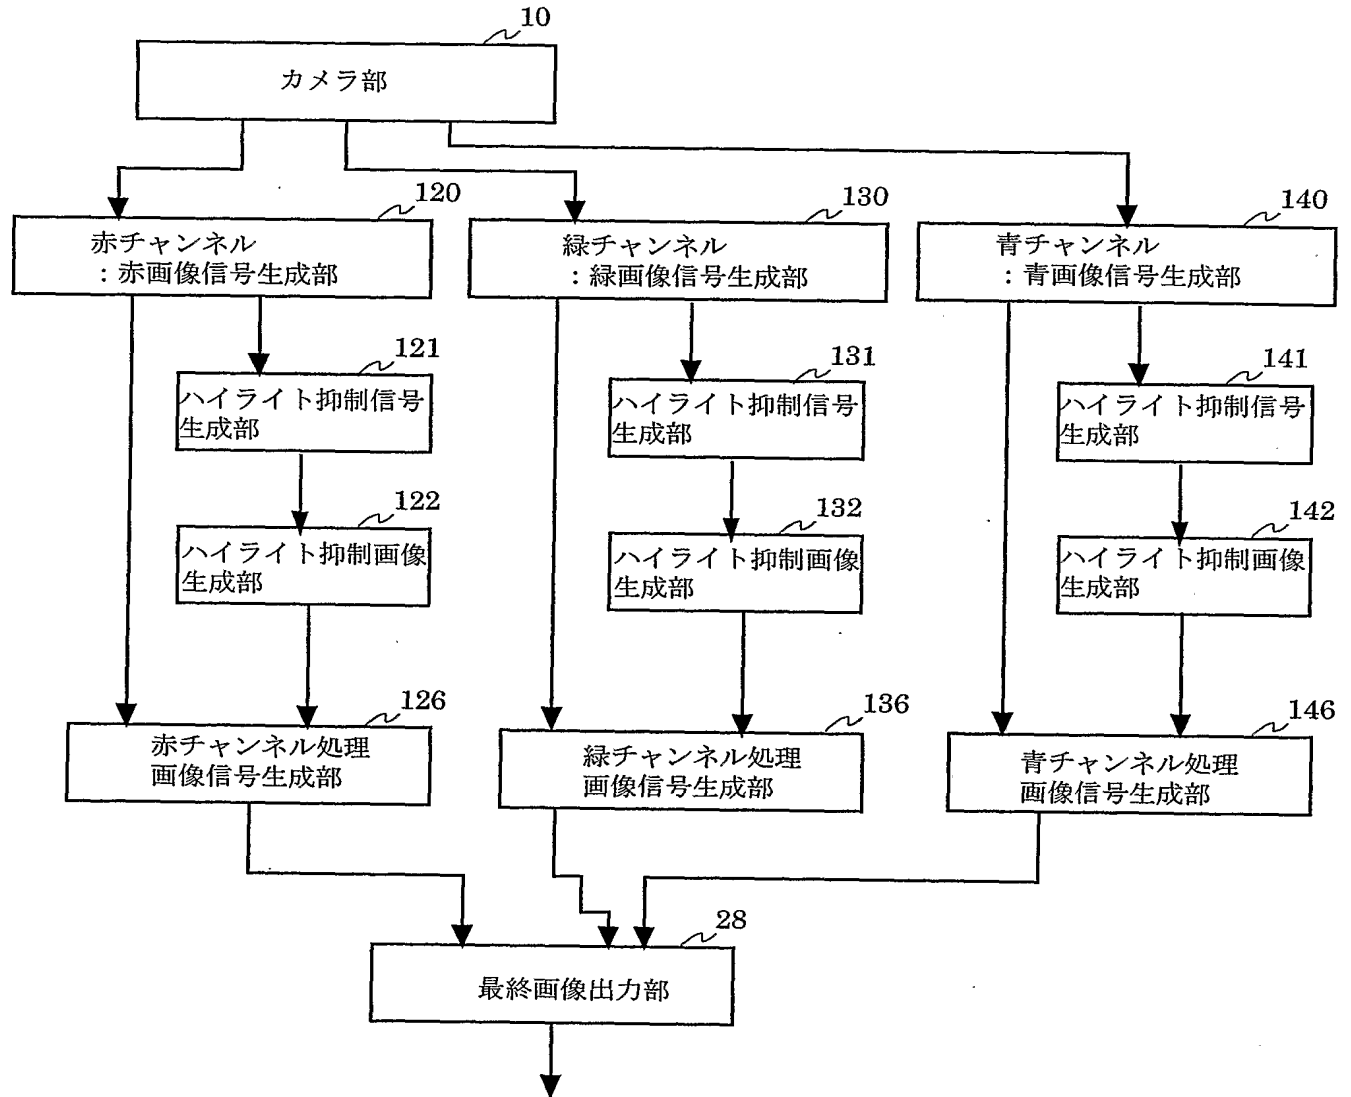 10
カメラ部
120
赤チャンネル
：赤画像信号生成部
130
緑チャンネル
：緑画像信号生成部
140
青チャンネル
：青画像信号生成部
121
ハイライト抑制信号
生成部
131
ハイライト抑制信号
生成部
141
ハイライト抑制信号
生成部
122
ハイライト抑制画像
生成部
132
ハイライト抑制画像
生成部
142
ハイライト抑制画像
生成部
126
赤チャンネル処理
画像信号生成部
136
緑チャンネル処理
画像信号生成部
146
青チャンネル処理
画像信号生成部
28
最終画像出力部